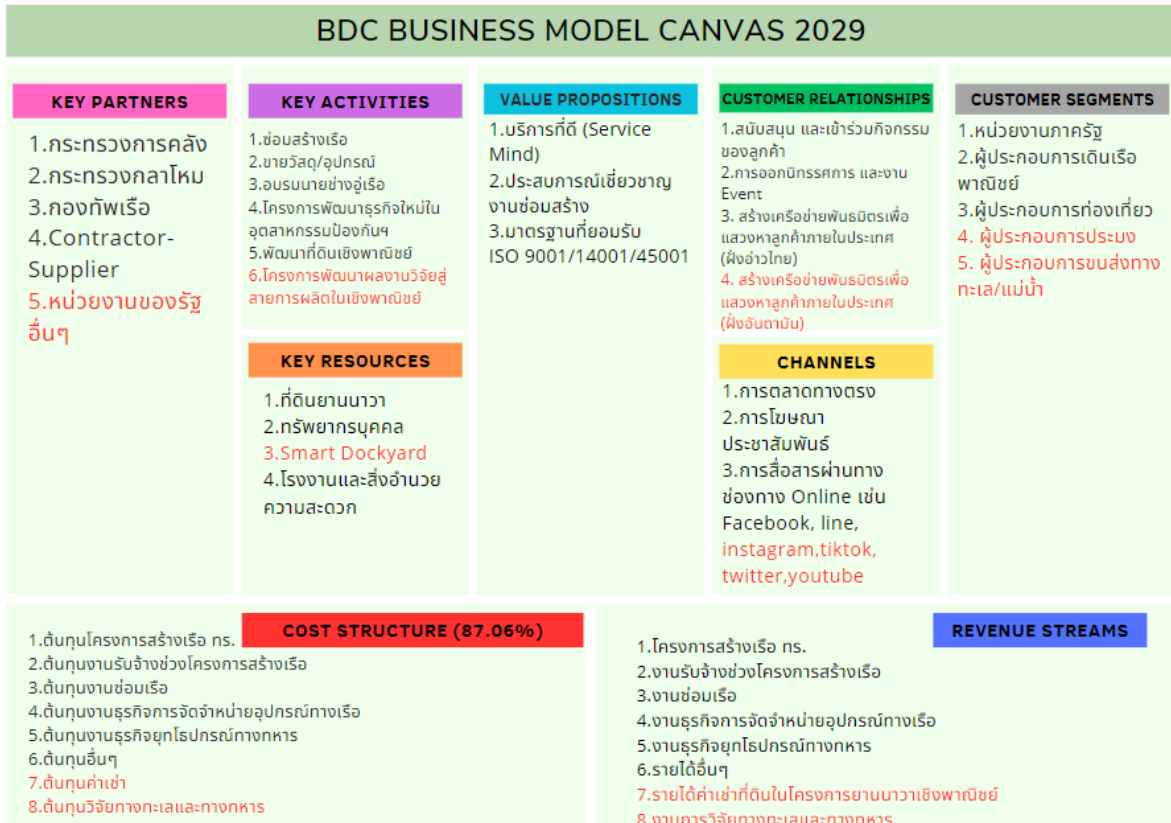 BDC BUSINESS MODEL CANVAS 2029
KEY PARTNERS
1.กระทรวงการคลัง
2.กระทรวงกลาโหม
3.กองทัพเรือ
4.Contractor-
Supplier
5.หน่วยงานของรัฐ
อื่นๆ
KEY ACTIVITIES
1.ซ่อมสร้างเรือ
2.ขายวัสดุ/อุปกรณ์
3.อบรมนายช่างอู่เรือ
4.โครงการพัฒนาธุรกิจใหม่ใน
อุตสาหกรรมป้องกันฯ
5.พัฒนาที่ดินเชิงพาณิชย์
6.โครงการพัฒนาผลงานวิจัยสู่
สายการผลิตในเชิงพาณิชย์
KEY RESOURCES
1.ที่ดินยานนาวา
2.ทรัพยากรบุคคล
3.Smart Dockyard
4.โรงงานและสิ่งอำนวย
ความสะดวก
VALUE PROPOSITIONS
1.บริการที่ดี (Service
Mind)
2.ประสบการณ์เชี่ยวชาญ
งานซ่อมสร้าง
3.มาตรฐานที่ยอมรับ
ISO 9001/14001/45001
CUSTOMER RELATIONSHIPS
1.สนับสนุน และเข้าร่วมกิจกรรม
ของลูกค้า
2.การออกนิทรรศการ และงาน
Event
3. สร้างเครือข่ายพันธมิตรเพื่อ
แสวงหาลูกค้าภายในประเทศ
(ฝั่งอ่าวไทย)
4. สร้างเครือข่ายพันธมิตรเพื่อ
แสวงหาลูกค้าภายในประเทศ
(ฝั่งอันดามัน)
CHANNELS
1.การตลาดทางตรง
2.การโฆษณา
ประชาสัมพันธ์
3.การสื่อสารผ่านทาง
ช่องทาง Online เช่น
Facebook, line,
instagram,tiktok,
twitter,youtube
CUSTOMER SEGMENTS
1.หน่วยงานภาครัฐ
2.ผู้ประกอบการเดินเรือ
พาณิชย์
3.ผู้ประกอบการท่องเที่ยว
4. ผู้ประกอบการประมง
5. ผู้ประกอบการขนส่งทาง
ทะเล/แม่น้ำ
COST STRUCTURE (87.06%)
1.ต้นทุนโครงการสร้างเรือ ทร.
2.ต้นทุนงานรับจ้างช่วงโครงการสร้างเรือ
3.ต้นทุนงานซ่อมเรือ
4.ต้นทุนงานธุรกิจการจัดจำหน่ายอุปกรณ์ทางเรือ
5.ต้นทุนงานธุรกิจยุทโธปกรณ์ทางทหาร
6.ต้นทุนอื่นๆ
7.ต้นทุนค่าเช่า
8.ต้นทุนวิจัยทางทะเลและทางทหาร
REVENUE STREAMS
1.โครงการสร้างเรือ ทร.
2.งานรับจ้างช่วงโครงการสร้างเรือ
3.งานซ่อมเรือ
4.งานธุรกิจการจัดจำหน่ายอุปกรณ์ทางเรือ
5.งานธุรกิจยุทโธปกรณ์ทางทหาร
6.รายได้อื่นๆ
7.รายได้ค่าเช่าที่ดินในโครงการยานนาวาเชิงพาณิชย์
8.งานการวิจัยทางทะเลและทางทหาร